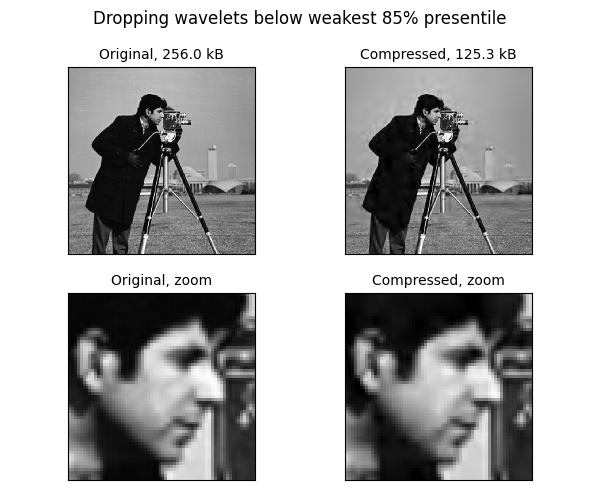 Dropping wavelets below weakest 85% presentile
Original, 256.0 kB
Compressed, 125.3 kB
Original, zoom
Compressed, zoom